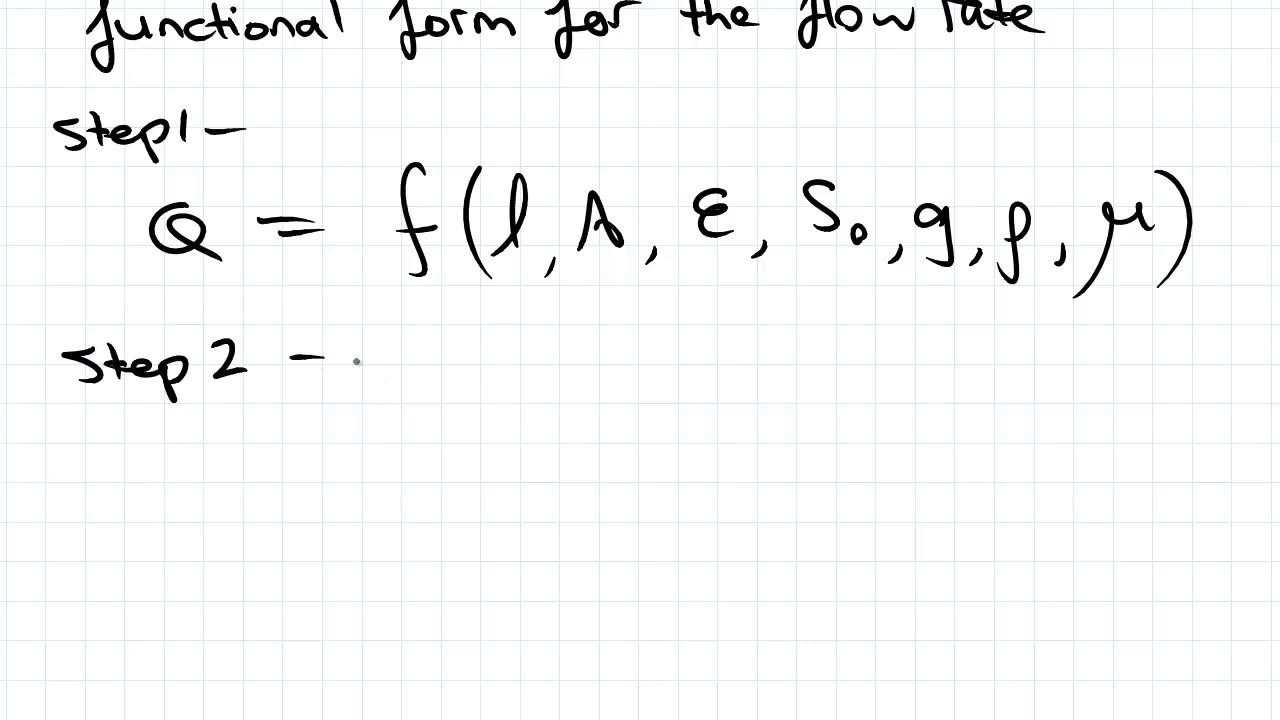 functional form for the flow rate
Step1 –
Q = f(l, A, ε, S₀, g, ρ, μ)
Step 2 –